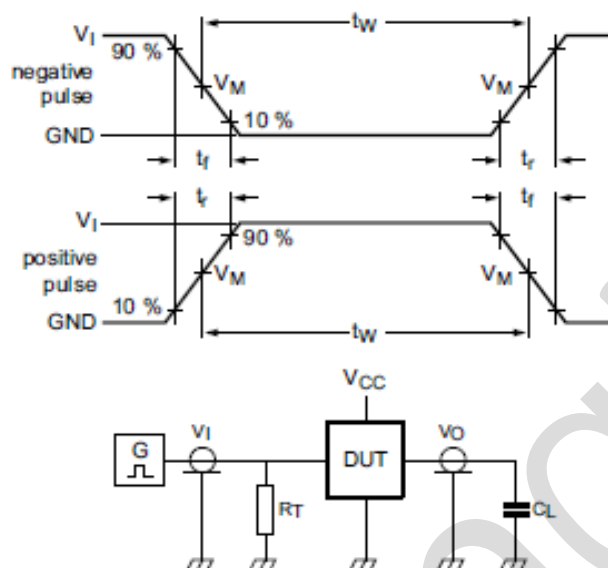 VI
90 %
tW
negative
pulse
VM
VM
10 %
GND
tf
tr
tr
tf
VI
90 %
positive
pulse
VM
VM
10 %
GND
tW
VCC
G
VI
DUT
VO
RT
CL